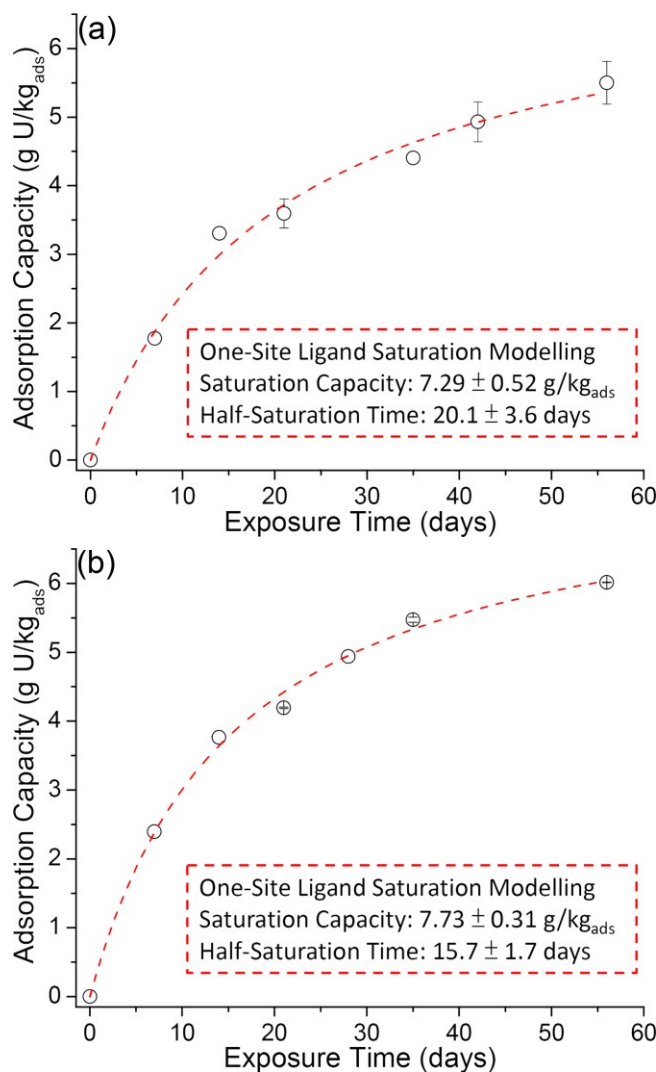 (a)
Adsorption Capacity (g U/kg_ads)
6
5
4
3
2
1
0
One-Site Ligand Saturation Modelling
Saturation Capacity: 7.29 ± 0.52 g/kg_ads
Half-Saturation Time: 20.1 ± 3.6 days
0 10 20 30 40 50 60
Exposure Time (days)
(b)
Adsorption Capacity (g U/kg_ads)
6
5
4
3
2
1
0
One-Site Ligand Saturation Modelling
Saturation Capacity: 7.73 ± 0.31 g/kg_ads
Half-Saturation Time: 15.7 ± 1.7 days
0 10 20 30 40 50 60
Exposure Time (days)